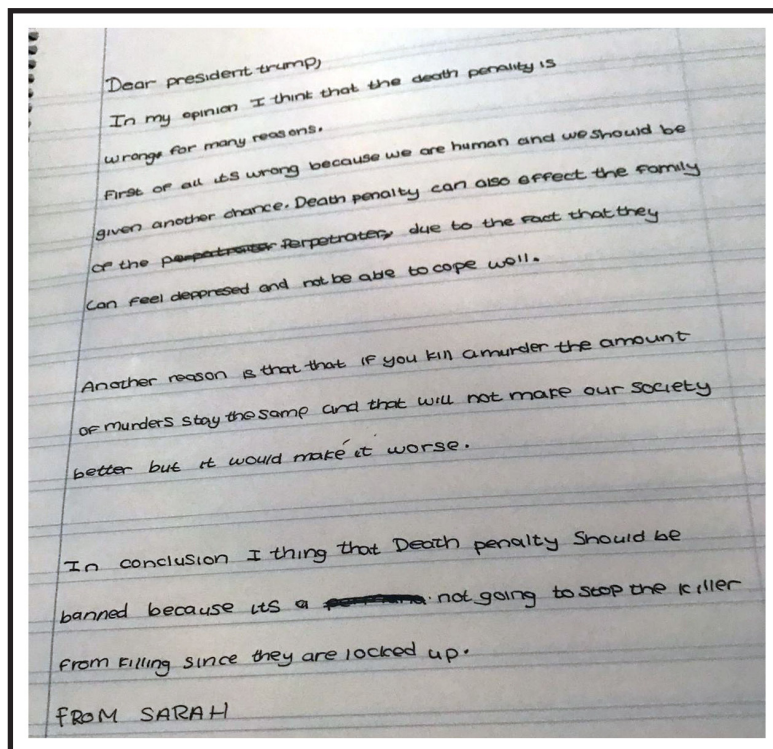 Dear president trump,
In my opinion I think that the death penality is
wrong for many reasons.
First of all its wrong because we are human and we should be
given another chance. Death penalty can also effect the family
of the perpetrater, due to the fact that they
can feel deppresed and not be able to cope well.
Another reason is that that if you kill a murder the amount
of murders stay the same and that will not make our society
better but it would make it worse.
In conclusion I thing that Death penalty should be
banned because its a not going to stop the killer
from killing since they are locked up.
FROM SARAH